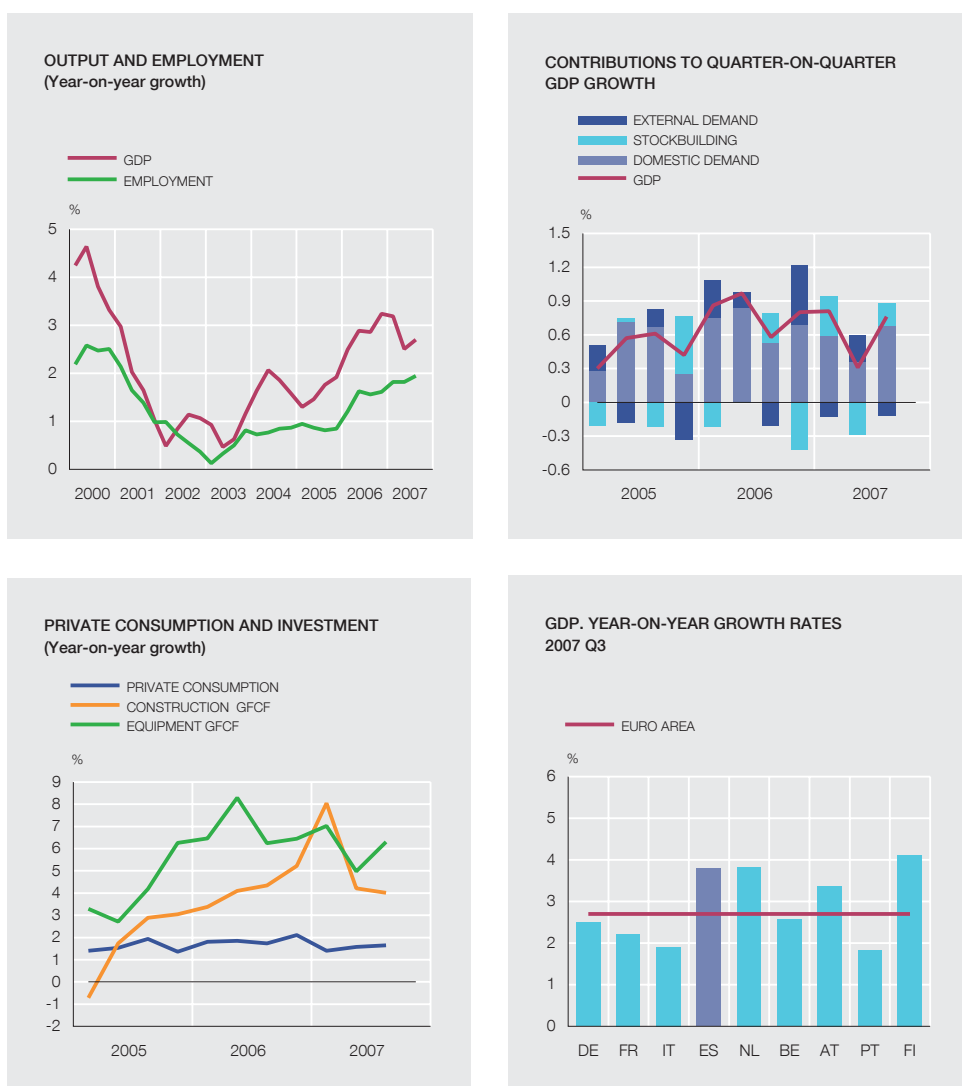 OUTPUT AND EMPLOYMENT
(Year-on-year growth)
GDP
EMPLOYMENT
%
5
4
3
2
1
0
2000 2001 2002 2003 2004 2005 2006 2007
CONTRIBUTIONS TO QUARTER-ON-QUARTER
GDP GROWTH
EXTERNAL DEMAND
STOCKBUILDING
DOMESTIC DEMAND
GDP
%
1.5
1.2
0.9
0.6
0.3
0
-0.3
-0.6
2005 2006 2007
PRIVATE CONSUMPTION AND INVESTMENT
(Year-on-year growth)
PRIVATE CONSUMPTION
CONSTRUCTION GFCF
EQUIPMENT GFCF
%
9
8
7
6
5
4
3
2
1
0
-1
-2
2005 2006 2007
GDP. YEAR-ON-YEAR GROWTH RATES
2007 Q3
EURO AREA
%
6
5
4
3
2
1
0
DE FR IT ES NL BE AT PT FI